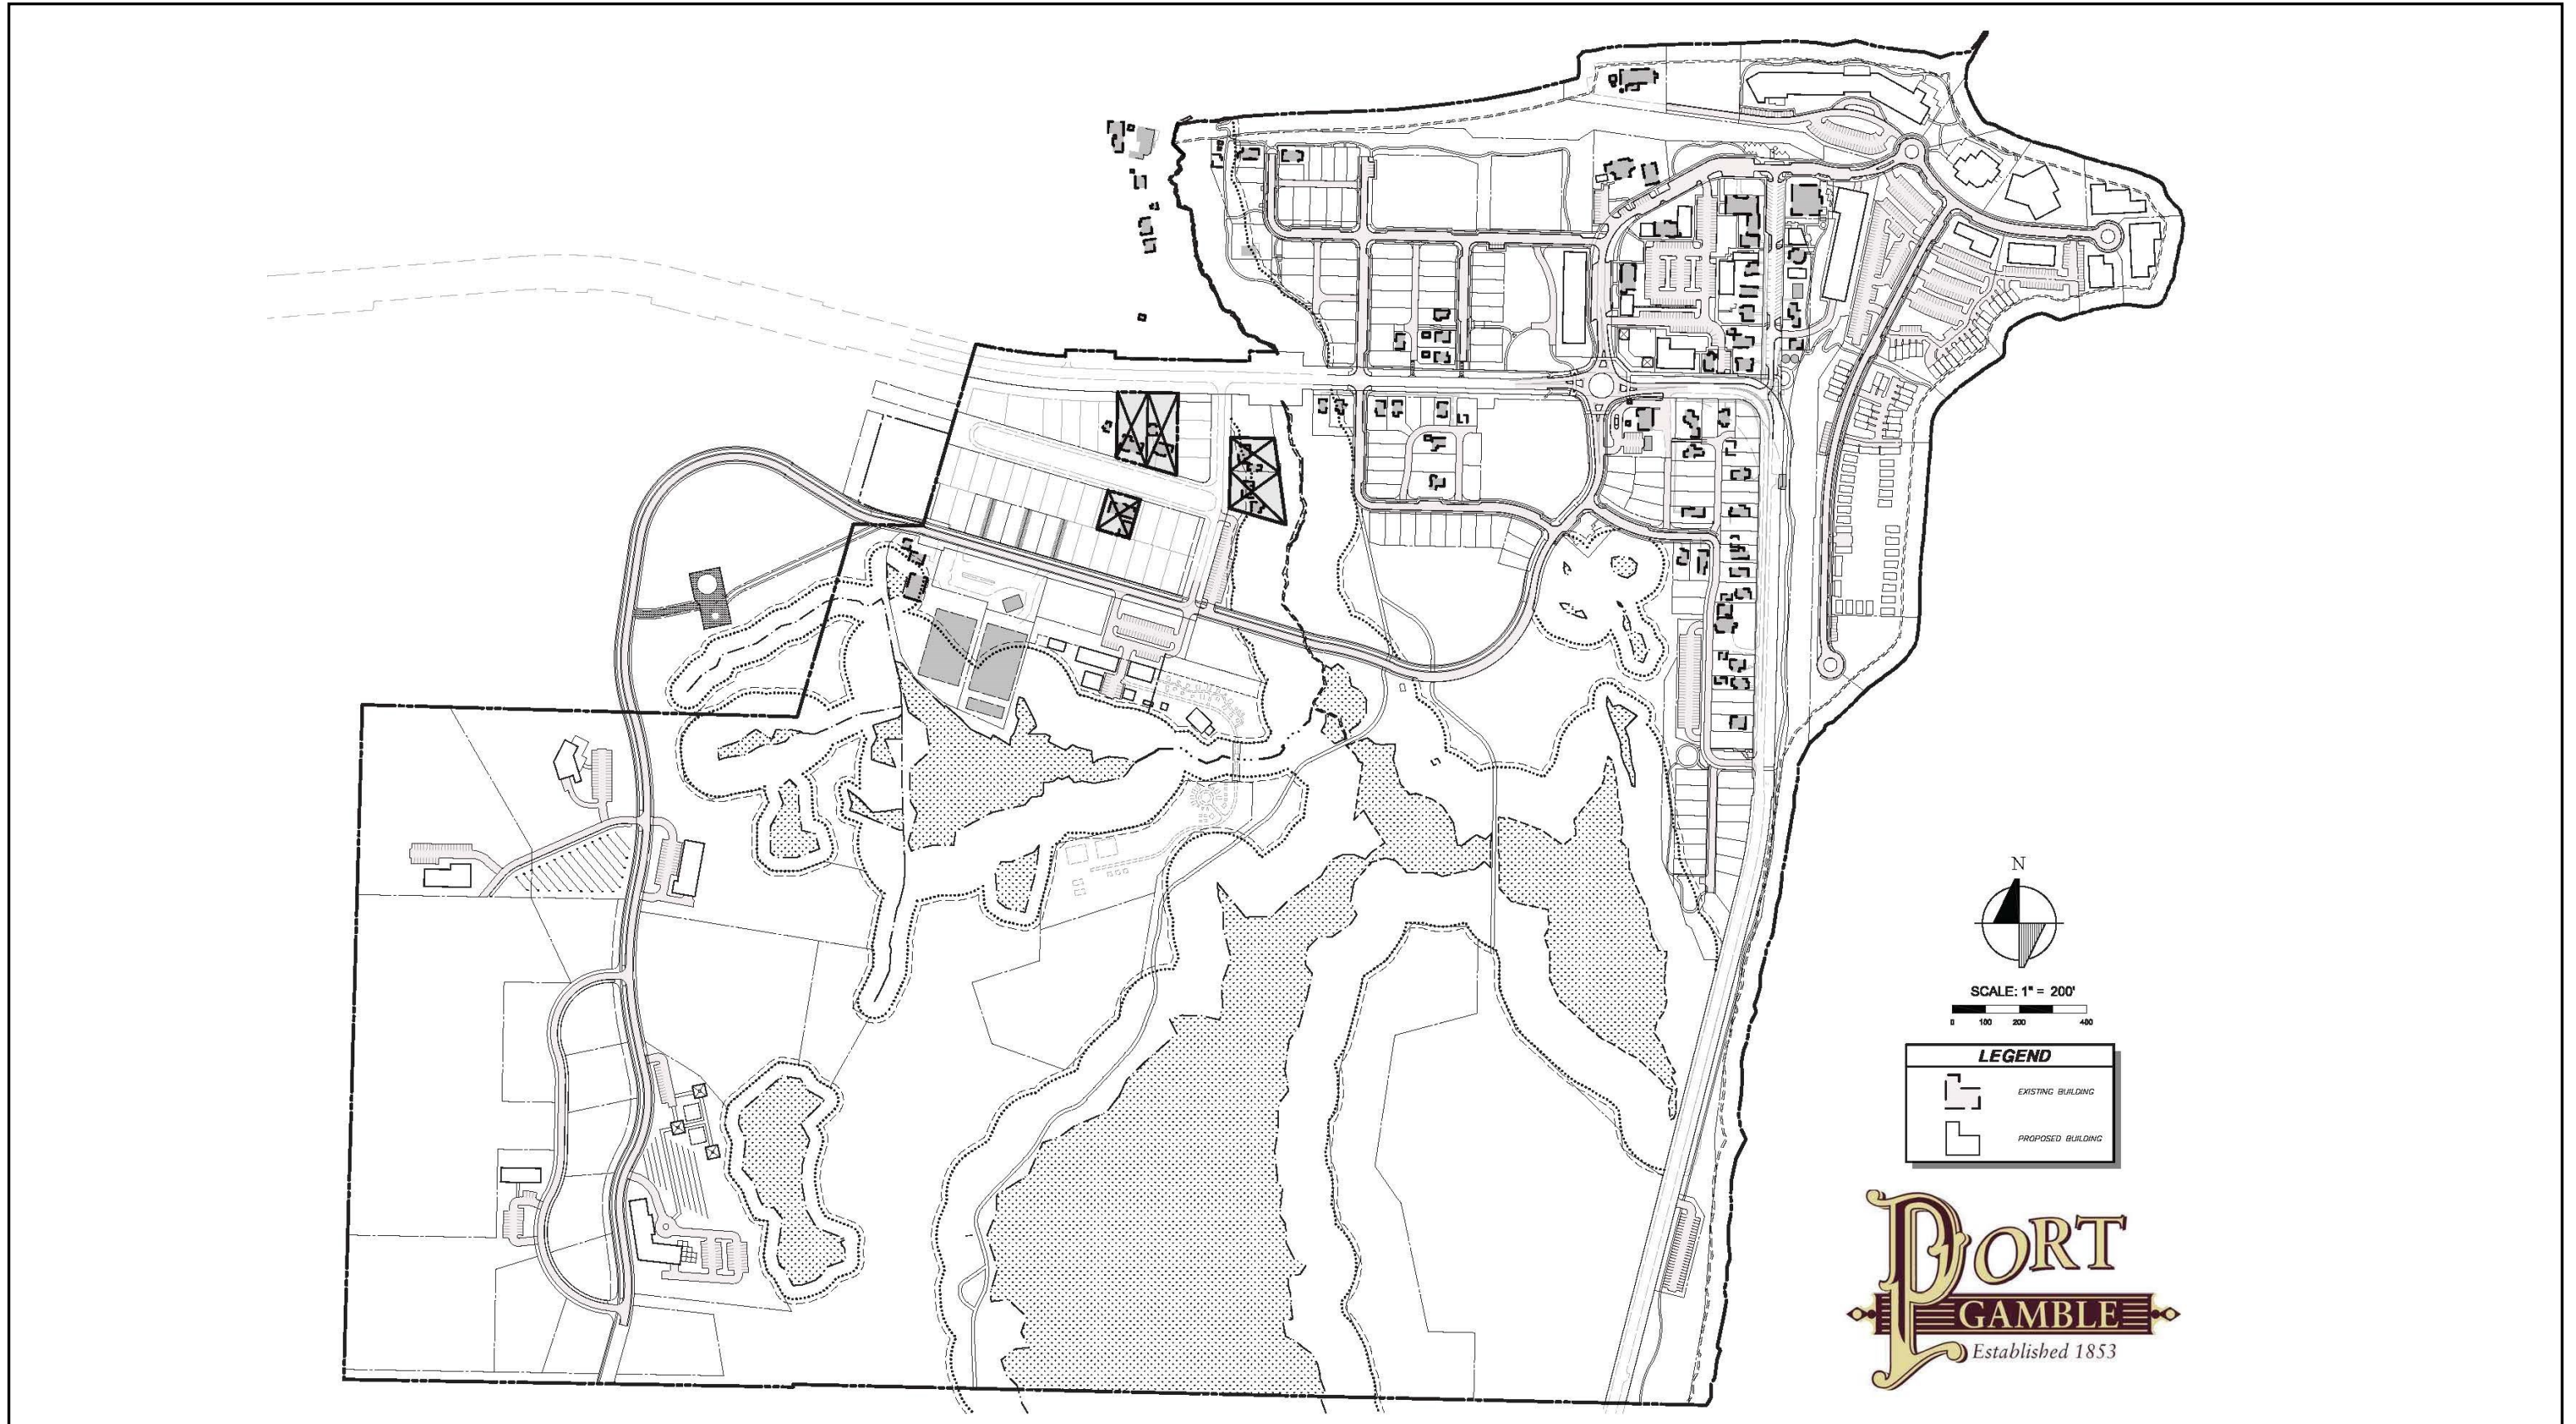 N
SCALE: 1" = 200'
0 100 200 400
LEGEND
EXISTING BUILDING
PROPOSED BUILDING
PORT
GAMBLE
Established 1853